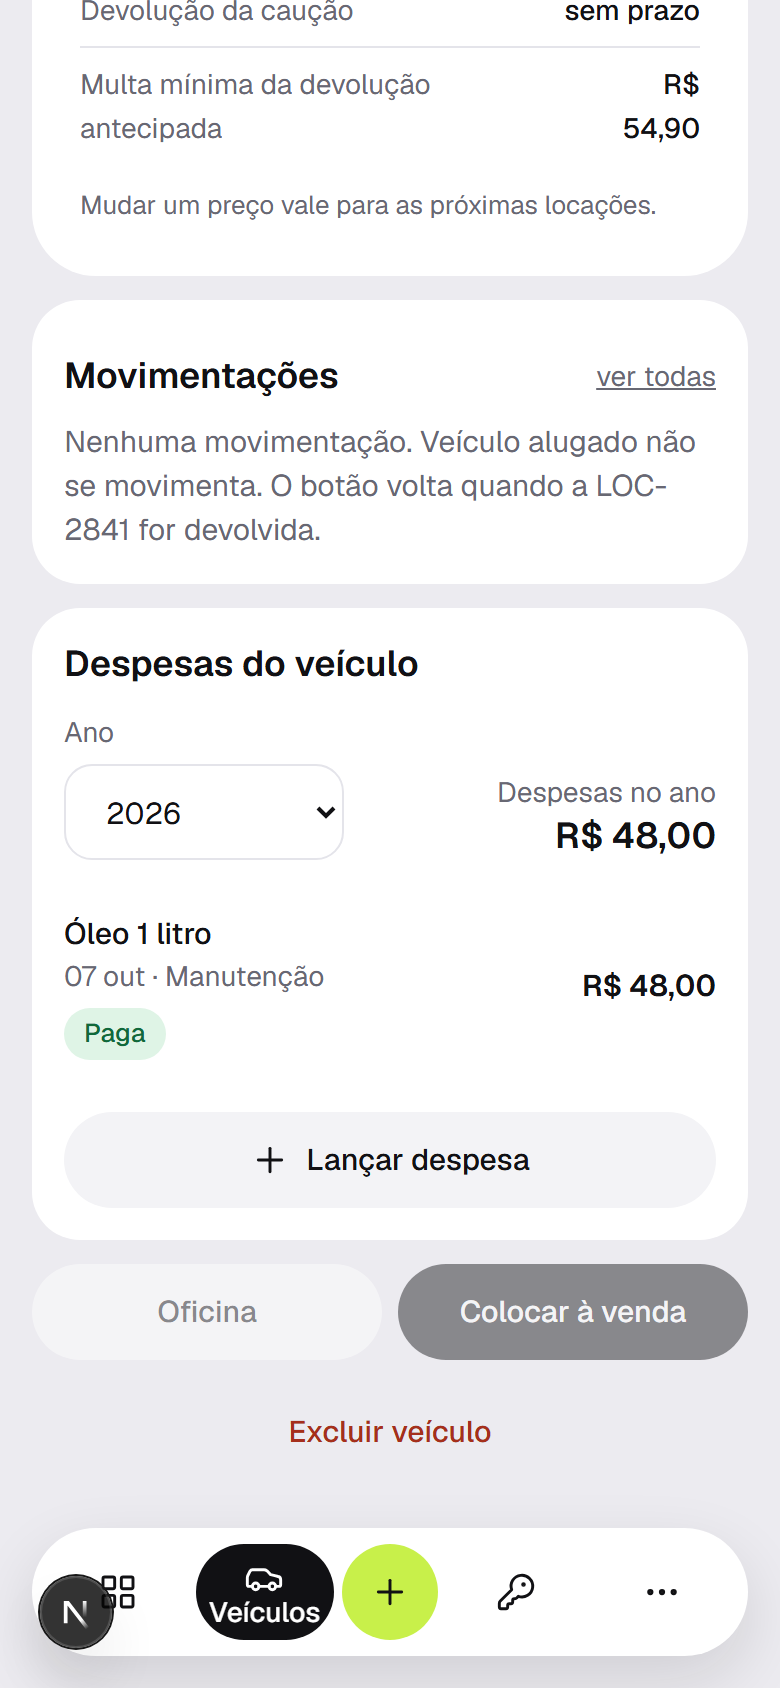 Devolução da caução sem prazo
Multa mínima da devolução R$
antecipada 54,90
Mudar um preço vale para as próximas locações.
Movimentações ver todas
Nenhuma movimentação. Veículo alugado não
se movimenta. O botão volta quando a LOC-
2841 for devolvida.
Despesas do veículo
Ano
2026
Despesas no ano
R$ 48,00
Óleo 1 litro
07 out · Manutenção
R$ 48,00
Paga
+ Lançar despesa
Oficina
Colocar à venda
Excluir veículo
N
Veículos